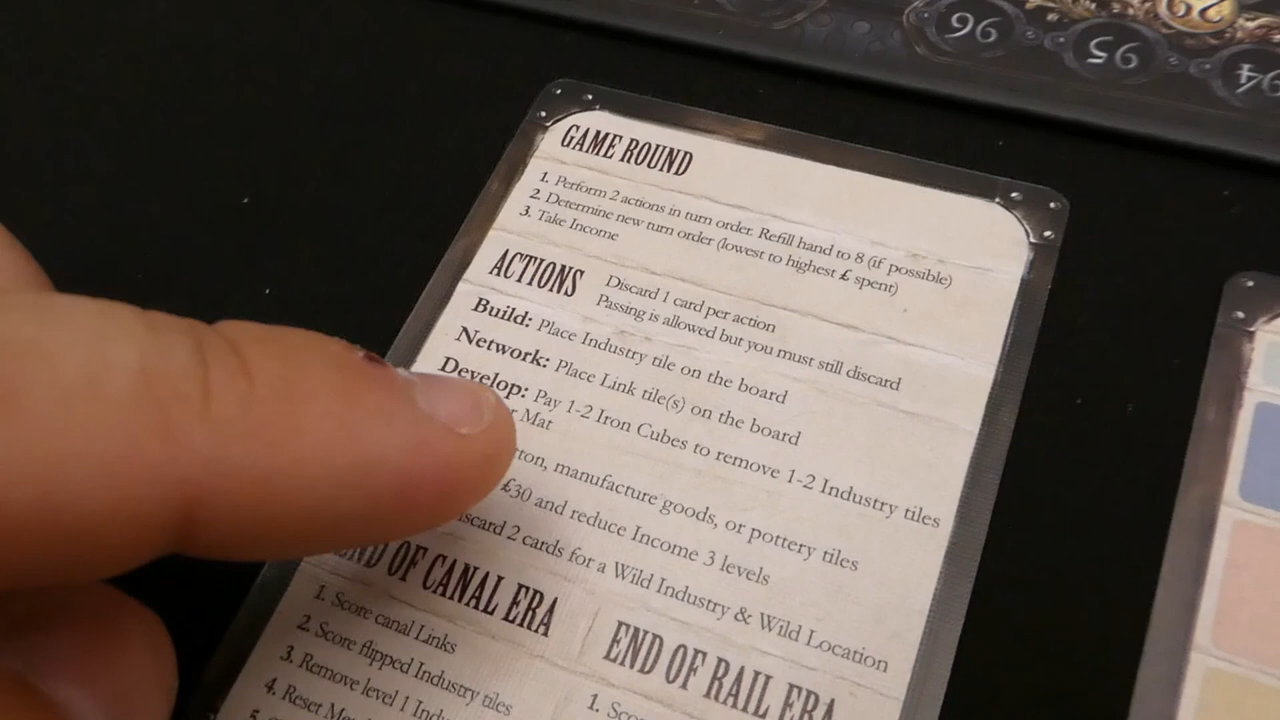 96
95
94
29
GAME ROUND
1. Perform 2 actions in turn order. Refill hand to 8 (if possible)
2. Determine new turn order (lowest to highest £ spent)
3. Take Income
ACTIONS
Discard 1 card per action
Passing is allowed but you must still discard
Build: Place Industry tile on the board
Network: Place Link tile(s) on the board
Develop: Pay 1-2 Iron Cubes to remove 1-2 Industry tiles
Mat
manufacture goods, or pottery tiles
£30 and reduce Income 3 levels
2 cards for a Wild Industry & Wild Location
END OF CANAL ERA
1. Score canal Links
2. Score flipped Industry tiles
3. Remove level 1
4. Reset
5.
END OF RAIL ERA
1.